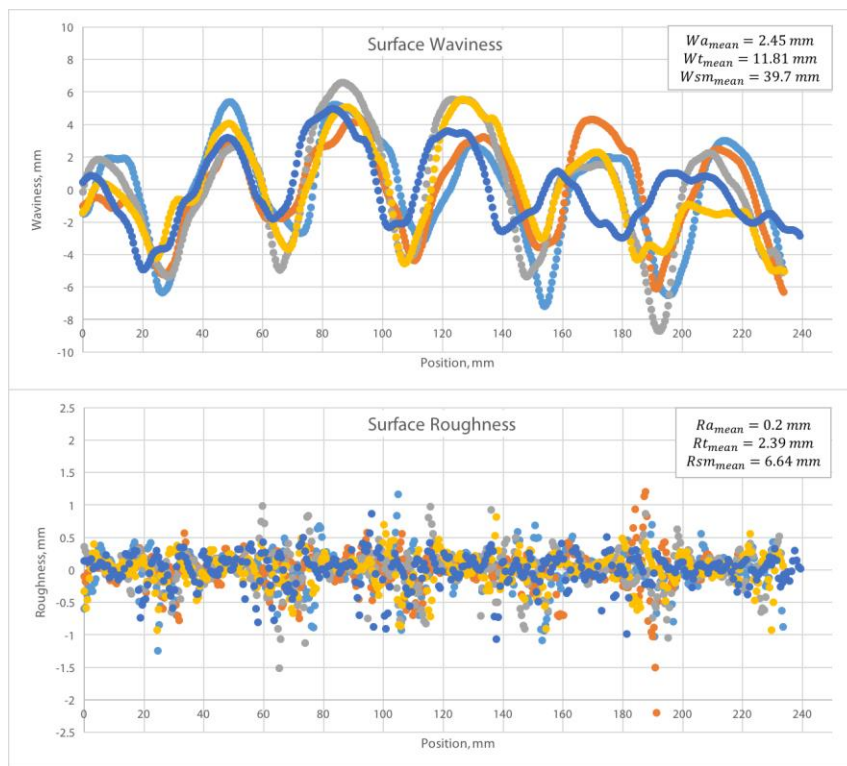 Surface Waviness
Wa_mean = 2.45 mm
Wt_mean = 11.81 mm
Wsm_mean = 39.7 mm
Waviness, mm
10
8
6
4
2
0
-2
-4
-6
-8
-10
0 20 40 60 80 100 120 140 160 180 200 220 240
Position, mm
Surface Roughness
Ra_mean = 0.2 mm
Rt_mean = 2.39 mm
Rsm_mean = 6.64 mm
Roughness, mm
2.5
2
1.5
1
0.5
0
-0.5
-1
-1.5
-2
-2.5
0 20 40 60 80 100 120 140 160 180 200 220 240
Position, mm